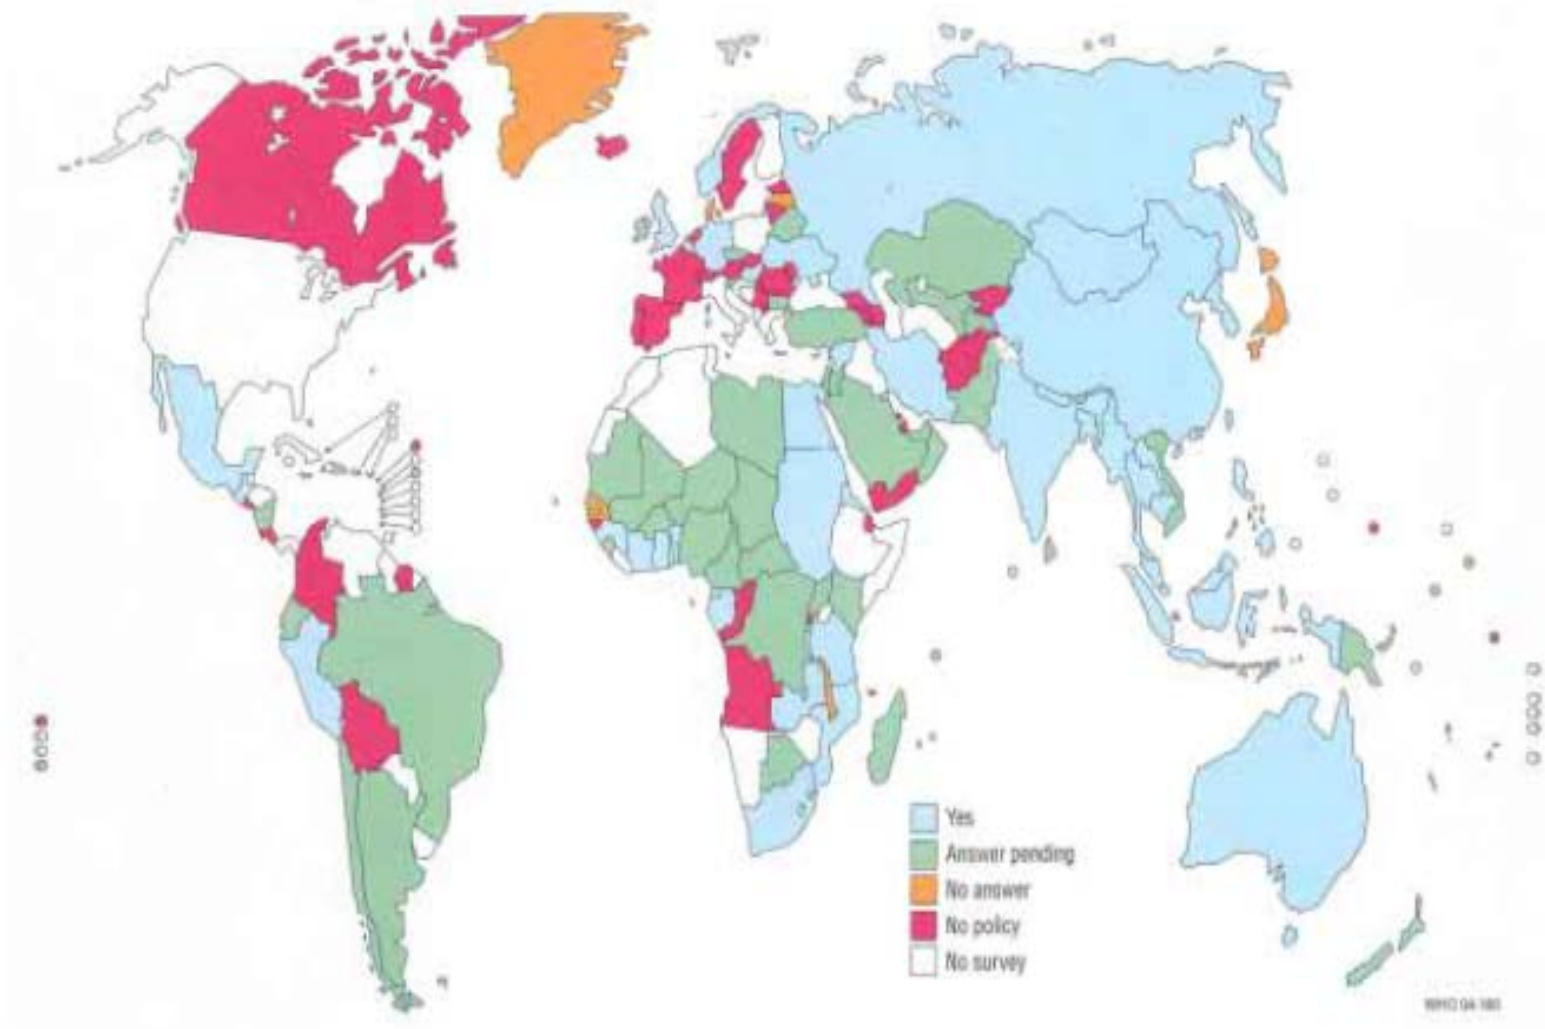 Yes
Answer pending
No answer
No policy
No survey